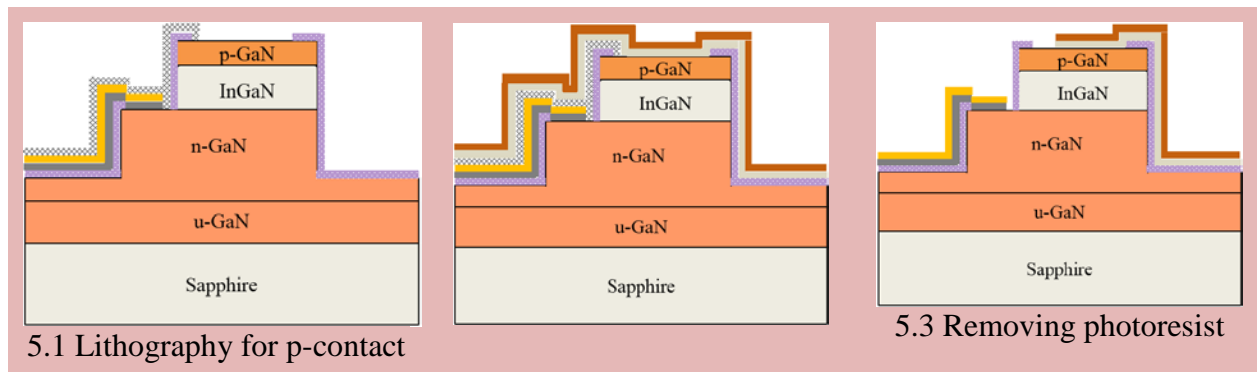 p-GaN
InGaN
n-GaN
u-GaN
Sapphire
5.1 Lithography for p-contact
p-GaN
InGaN
n-GaN
u-GaN
Sapphire
p-GaN
InGaN
n-GaN
u-GaN
Sapphire
5.3 Removing photoresist